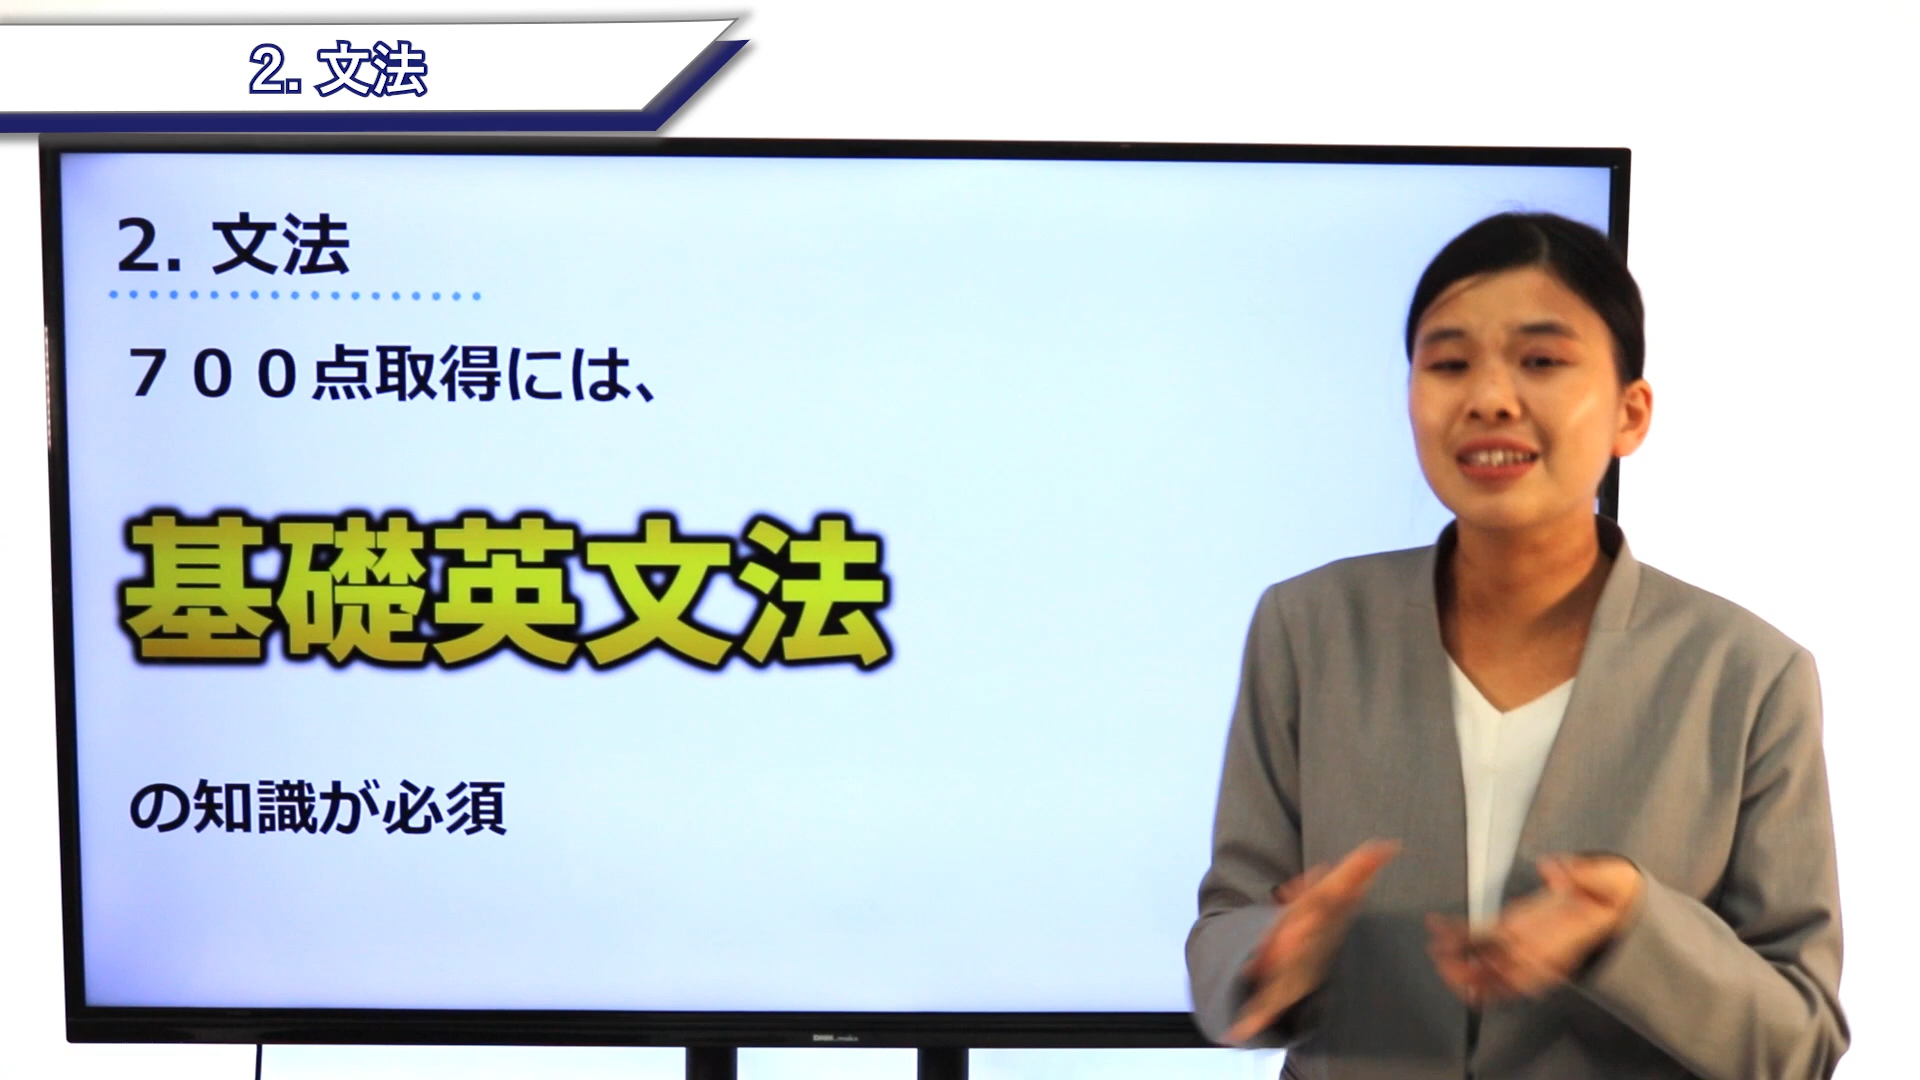 2. 文法
2. 文法
７００点取得には、
基礎英文法
の知識が必須